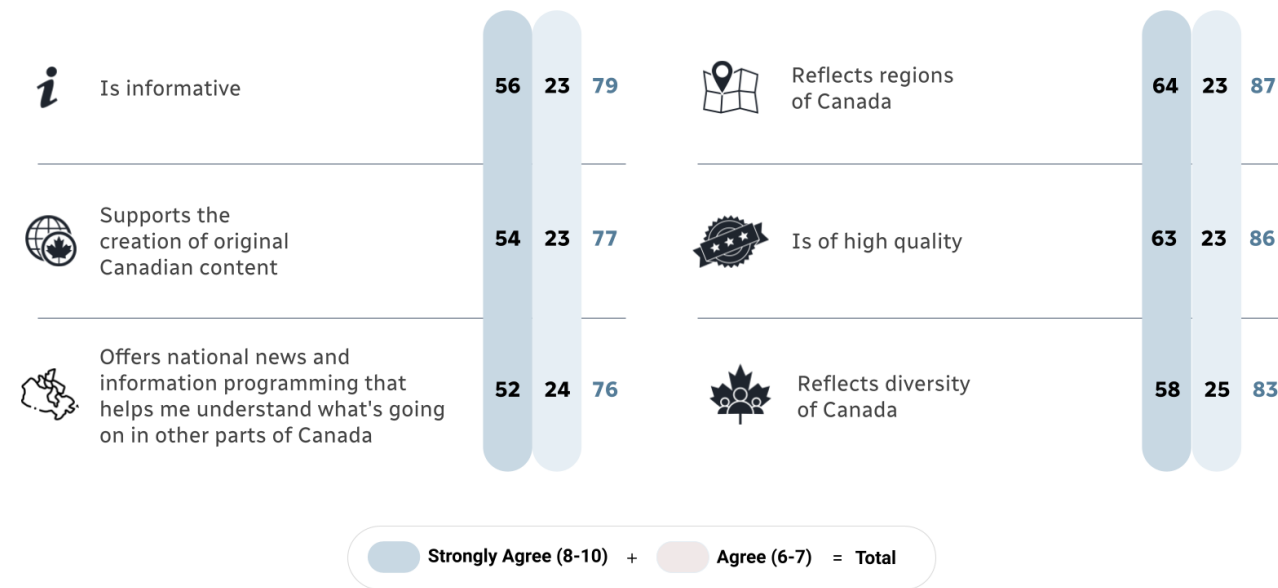 Is informative
56 23 79
Supports the
creation of original
Canadian content
54 23 77
Offers national news and
information programming that
helps me understand what's going
on in other parts of Canada
52 24 76
Reflects regions
of Canada
64 23 87
Is of high quality
63 23 86
Reflects diversity
of Canada
58 25 83
Strongly Agree (8-10) + Agree (6-7) = Total